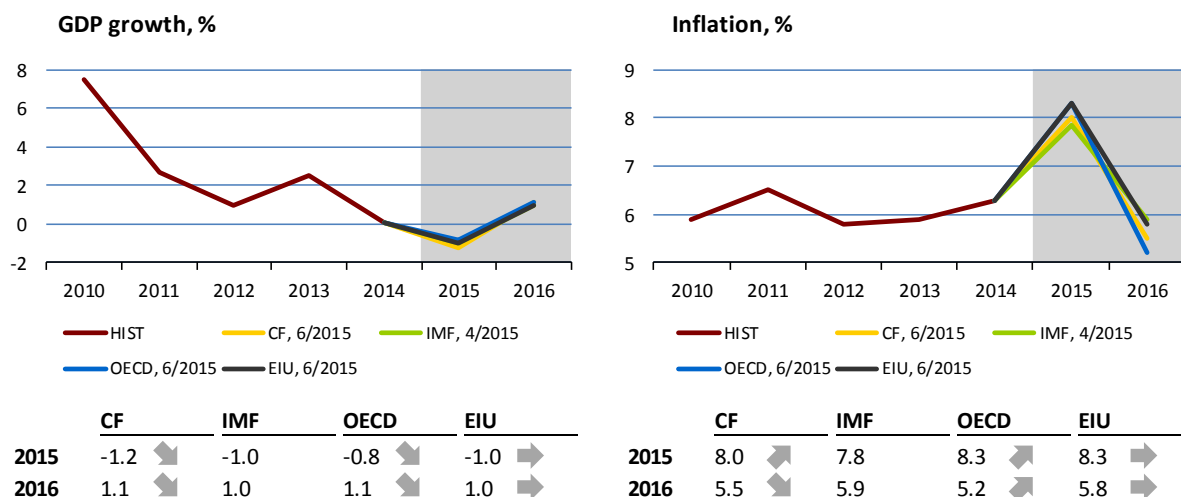 GDP growth, %
8
6
4
2
0
-2
2010 2011 2012 2013 2014 2015 2016
HIST CF, 6/2015 IMF, 4/2015
OECD, 6/2015 EIU, 6/2015
CF IMF OECD EIU
2015 -1.2 -1.0 -0.8 -1.0
2016 1.1 1.0 1.1 1.0
Inflation, %
9
8
7
6
5
2010 2011 2012 2013 2014 2015 2016
HIST CF, 6/2015 IMF, 4/2015
OECD, 6/2015 EIU, 6/2015
CF IMF OECD EIU
2015 8.0 7.8 8.3 8.3
2016 5.5 5.9 5.2 5.8